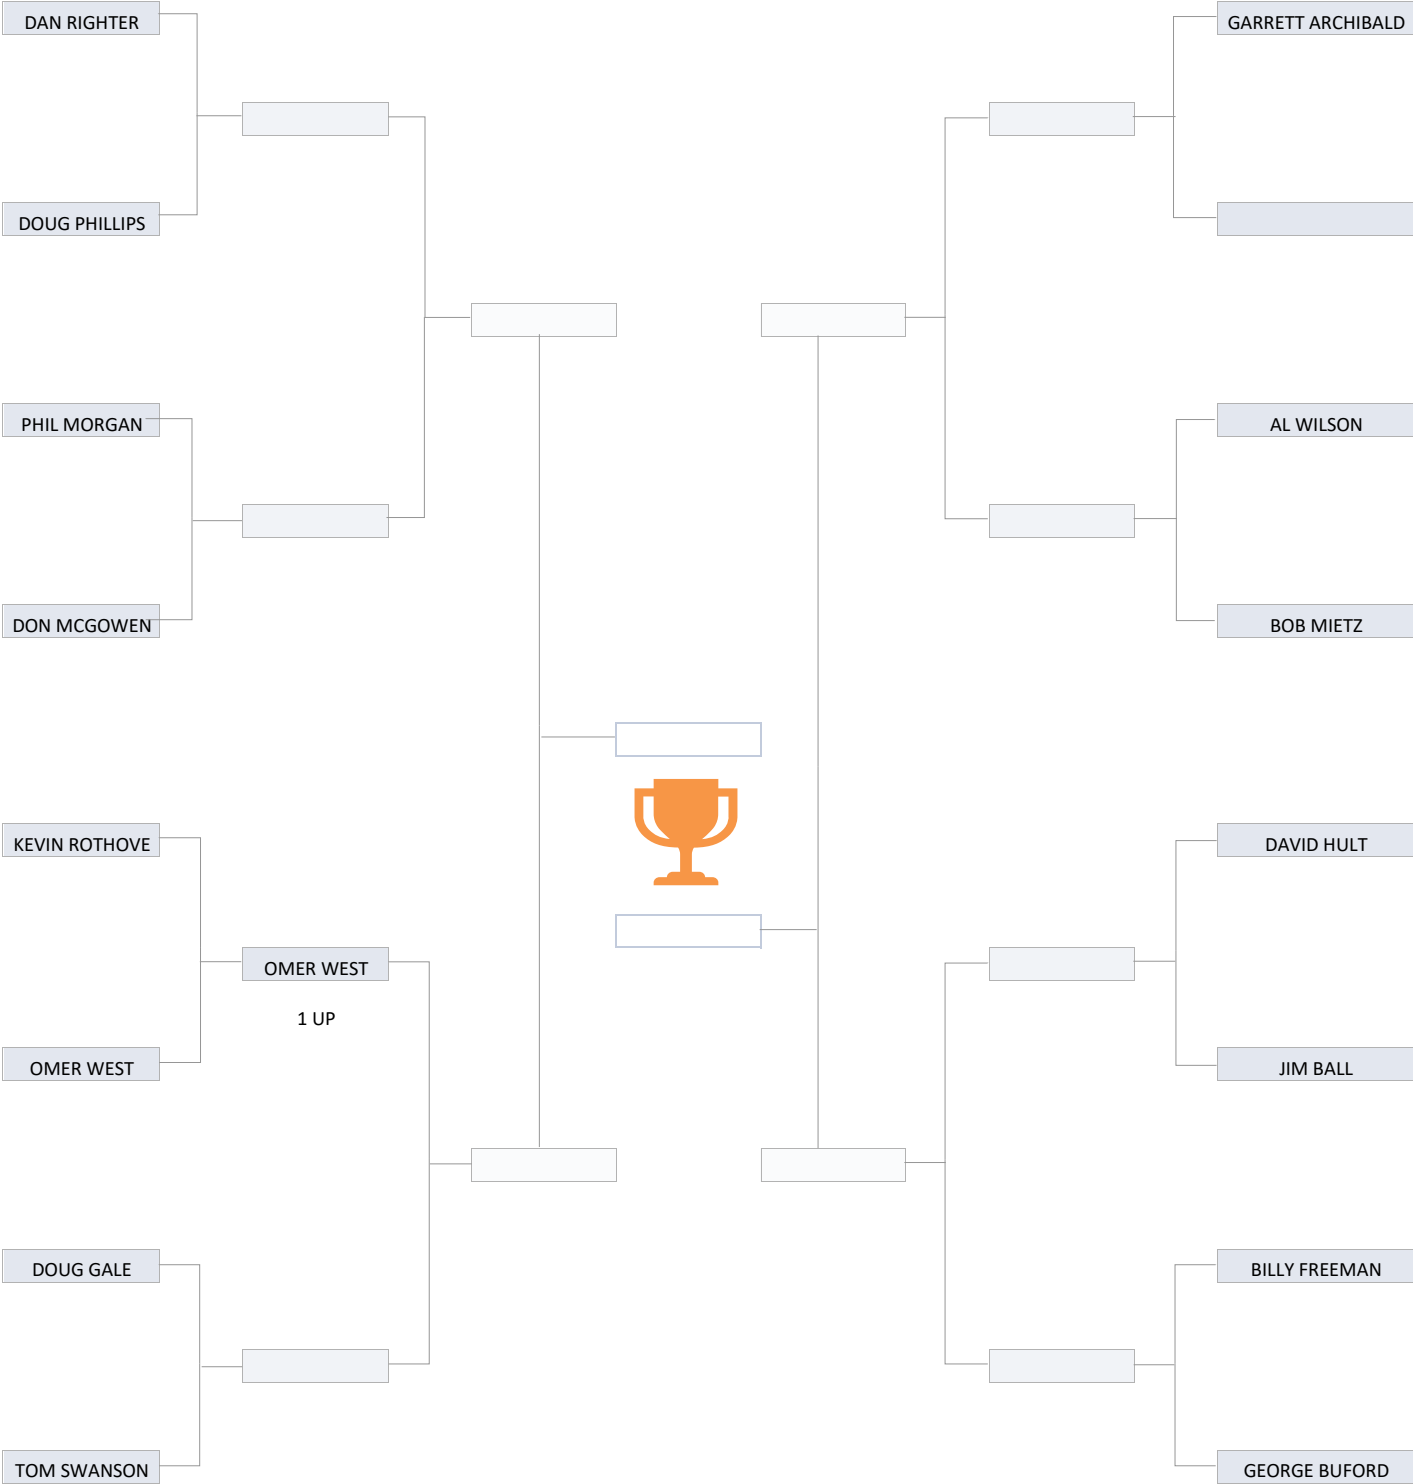 DAN RIGHTER
GARRETT ARCHIBALD
DOUG PHILLIPS
PHIL MORGAN
AL WILSON
DON MCGOWEN
BOB MIETZ
KEVIN ROTHOVE
DAVID HULT
OMER WEST
1 UP
OMER WEST
JIM BALL
DOUG GALE
BILLY FREEMAN
TOM SWANSON
GEORGE BUFORD